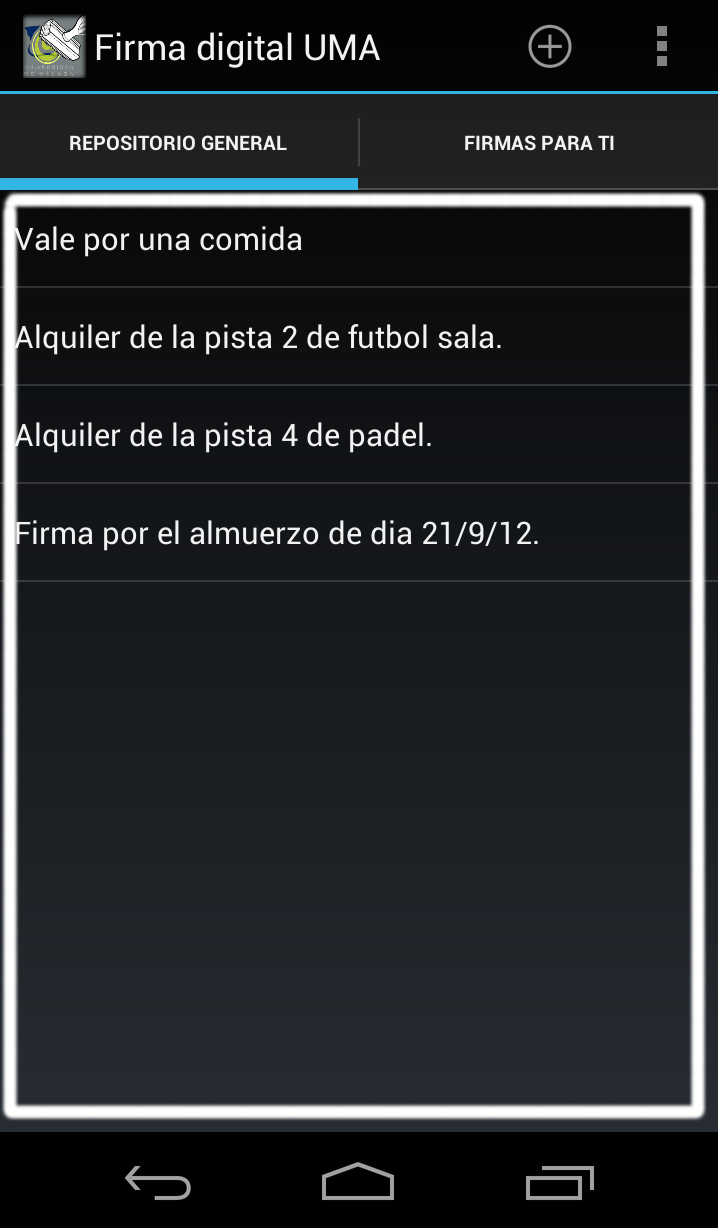 Firma digital UMA
REPOSITORIO GENERAL
FIRMAS PARA TI
Vale por una comida
Alquiler de la pista 2 de futbol sala.
Alquiler de la pista 4 de padel.
Firma por el almuerzo de dia 21/9/12.